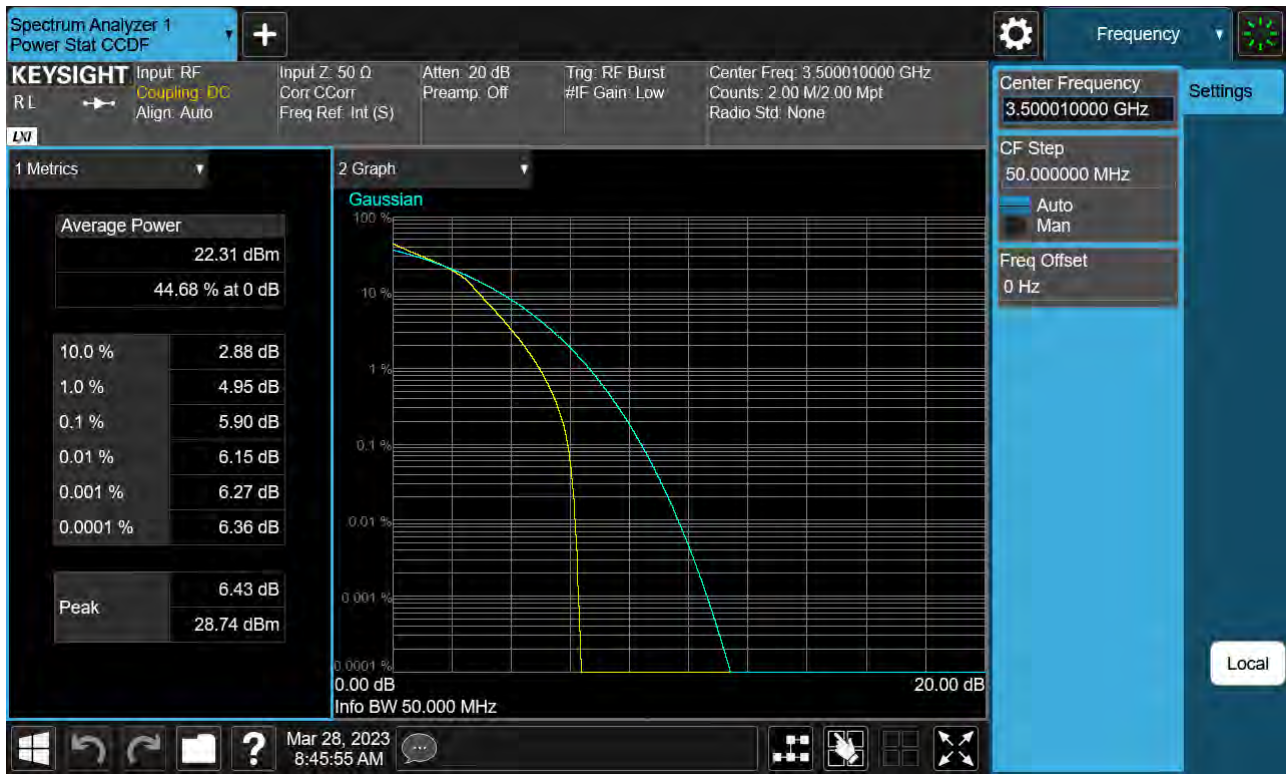 Spectrum Analyzer 1
Power Stat CCDF
Frequency
KEYSIGHT
RL
LXI
Input: RF
Coupling: DC
Align: Auto
Input Z: 50 Ω
Corr CCorr
Freq Ref: Int (S)
Atten: 20 dB
Preamp: Off
Trig: RF Burst
#IF Gain: Low
Center Freq: 3.500010000 GHz
Counts: 2.00 M/2.00 Mpt
Radio Std: None
Center Frequency
3.500010000 GHz
Settings
CF Step
50.000000 MHz
Auto
Man
Freq Offset
0 Hz
Local
1 Metrics
Average Power
22.31 dBm
44.68 % at 0 dB
10.0 % 2.88 dB
1.0 % 4.95 dB
0.1 % 5.90 dB
0.01 % 6.15 dB
0.001 % 6.27 dB
0.0001 % 6.36 dB
Peak
6.43 dB
28.74 dBm
2 Graph
Gaussian
100 %
10 %
1 %
0.1 %
0.01 %
0.001 %
0.0001 %
0.00 dB 20.00 dB
Info BW 50.000 MHz
?
Mar 28, 2023
8:45:55 AM